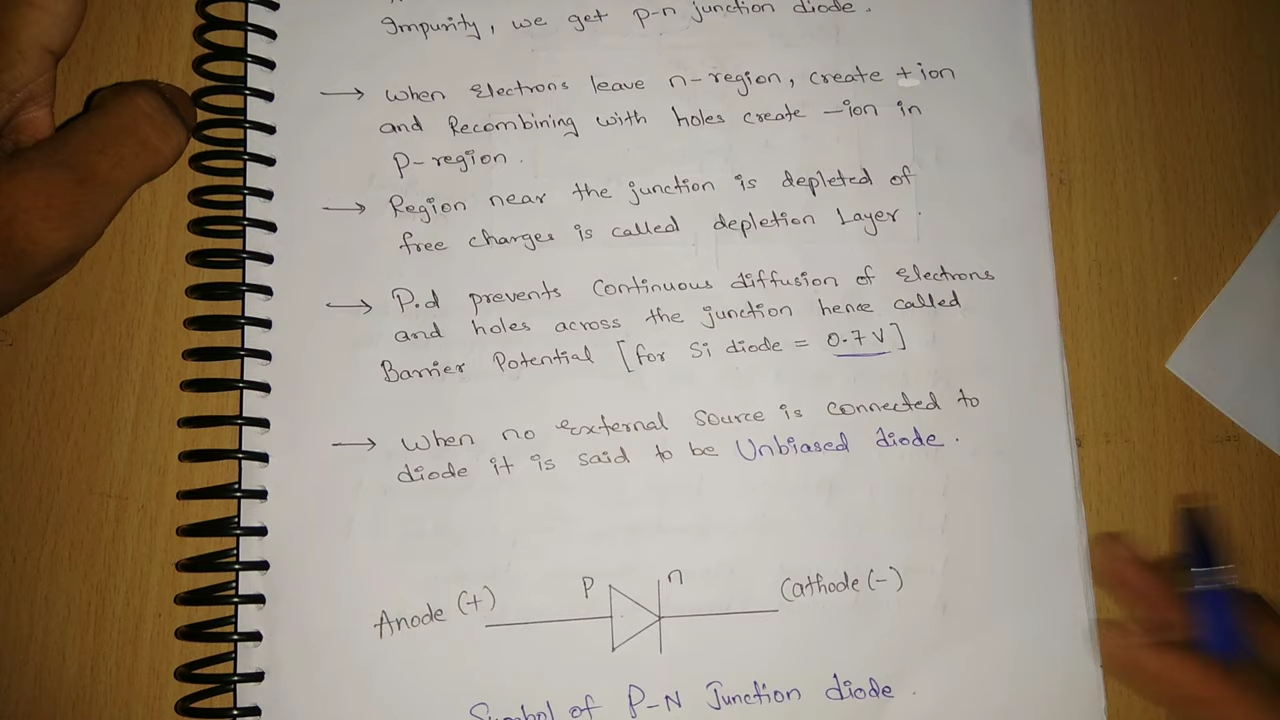 Impurity, we get p-n junction diode.
→ When Electrons leave n-region, create +ion
and Recombining with holes create -ion in
P-region.
→ Region near the junction is depleted of
free charges is called depletion Layer.
→ P.d prevents Continuous diffusion of Electrons
and holes across the junction hence called
Barrier Potential [for Si diode = 0.7 V]
→ When no External source is connected to
diode it is said to be Unbiased diode.
P n
Anode (+) Cathode (-)
Symbol of P-N Junction diode.